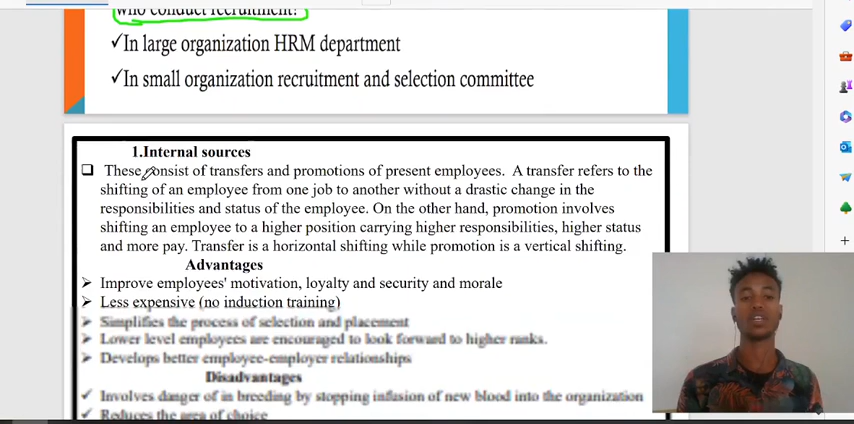 who conduct recruitment?
✓In large organization HRM department
✓In small organization recruitment and selection committee
1.Internal sources
❑ These consist of transfers and promotions of present employees. A transfer refers to the
shifting of an employee from one job to another without a drastic change in the
responsibilities and status of the employee. On the other hand, promotion involves
shifting an employee to a higher position carrying higher responsibilities, higher status
and more pay. Transfer is a horizontal shifting while promotion is a vertical shifting.
Advantages
➢ Improve employees' motivation, loyalty and security and morale
➢ Less expensive (no induction training)
➢ Simplifies the process of selection and placement
➢ Lower level employees are encouraged to look forward to higher ranks.
➢ Develops better employee-employer relationships
Disadvantages
✓ Involves danger of in breeding by stopping infusion of new blood into the organization
✓ Reduces the area of choice